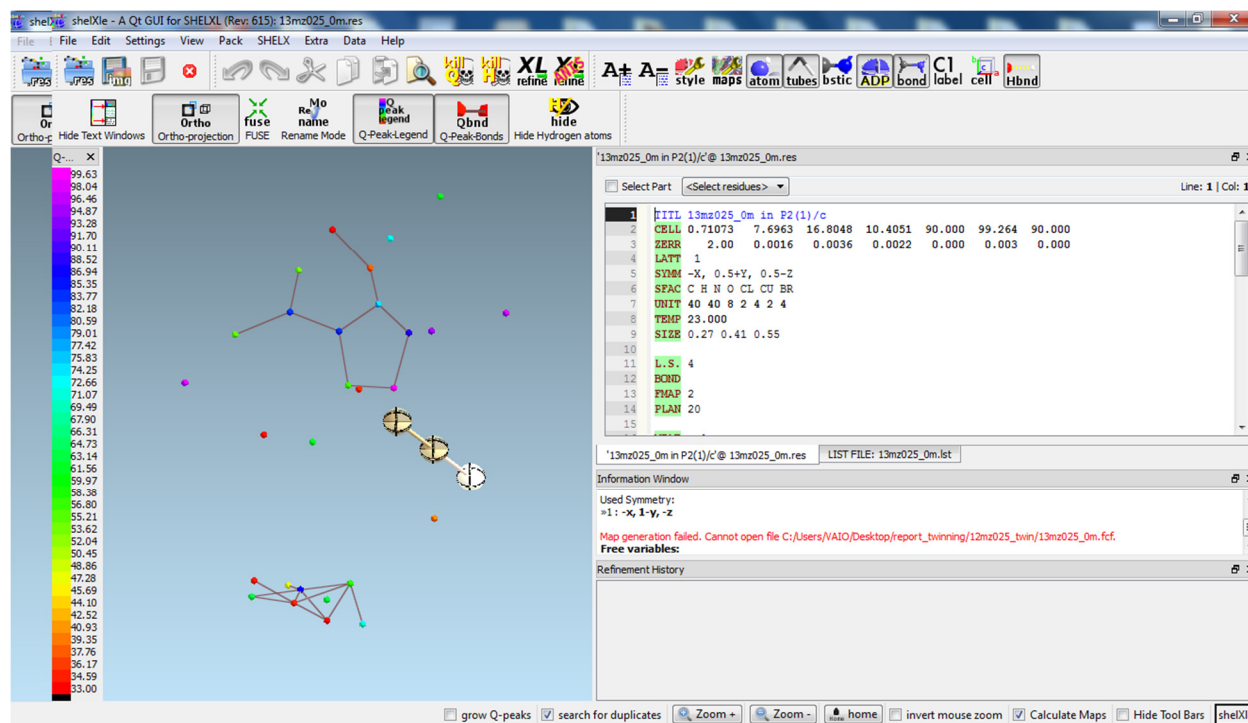 shelXle - A Qt GUI for SHELXL (Rev: 615): 13mz025_0m.res
File Edit Settings View Pack SHELX Extra Data Help
.res .res img kill Q kill H XL refine refine A+ A- style maps atom tubes bstic ADP bond C1 label cell Hbnd
Ortho Hide Text Windows Ortho Ortho-projection fuse FUSE Re Mo name Rename Mode Q peak legend Q-Peak-Legend Qbnd Q-Peak-Bonds hide Hide Hydrogen atoms
Q-... X
99.63
98.04
96.46
94.87
93.28
91.70
90.11
88.52
86.94
85.35
83.77
82.18
80.59
79.01
77.42
75.83
74.25
72.66
71.07
69.49
67.90
66.31
64.73
63.14
61.56
59.97
58.38
56.80
55.21
53.62
52.04
50.45
48.86
47.28
45.69
44.10
42.52
40.93
39.35
37.76
36.17
34.59
33.00
'13mz025_0m in P2(1)/c'@ 13mz025_0m.res
Select Part <Select residues> Line: 1 | Col: 1
1 TITL 13mz025_0m in P2(1)/c
2 CELL 0.71073 7.6963 16.8048 10.4051 90.000 99.264 90.000
3 ZERR 2.00 0.0016 0.0036 0.0022 0.000 0.003 0.000
4 LATT 1
5 SYMM -X, 0.5+Y, 0.5-Z
6 SFAC C H N O CL CU BR
7 UNIT 40 40 8 2 4 2 4
8 TEMP 23.000
9 SIZE 0.27 0.41 0.55
10
11 L.S. 4
12 BOND
13 FMAP 2
14 PLAN 20
15
'13mz025_0m in P2(1)/c'@ 13mz025_0m.res LIST FILE: 13mz025_0m.lst
Information Window
Used Symmetry:
»1 : -x, 1-y, -z
Map generation failed. Cannot open file C:/Users/VAIO/Desktop/report_twinning/12mz025_twin/13mz025_0m.fcf.
Free variables:
Refinement History
grow Q-peaks search for duplicates Zoom + Zoom - home invert mouse zoom Calculate Maps Hide Tool Bars shelXl